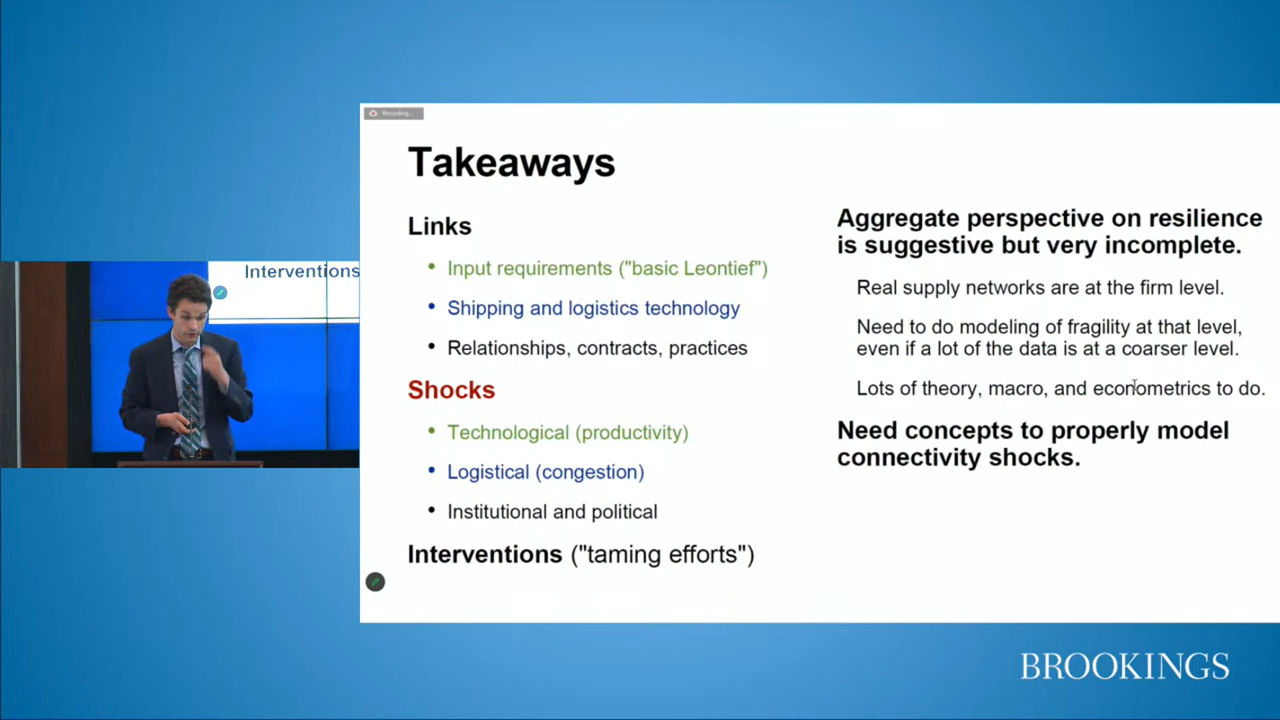 Interventions
Recording...
Takeaways
Links
• Input requirements ("basic Leontief")
• Shipping and logistics technology
• Relationships, contracts, practices
Shocks
• Technological (productivity)
• Logistical (congestion)
• Institutional and political
Interventions ("taming efforts")
Aggregate perspective on resilience
is suggestive but very incomplete.
Real supply networks are at the firm level.
Need to do modeling of fragility at that level,
even if a lot of the data is at a coarser level.
Lots of theory, macro, and econometrics to do.
Need concepts to properly model
connectivity shocks.
BROOKINGS